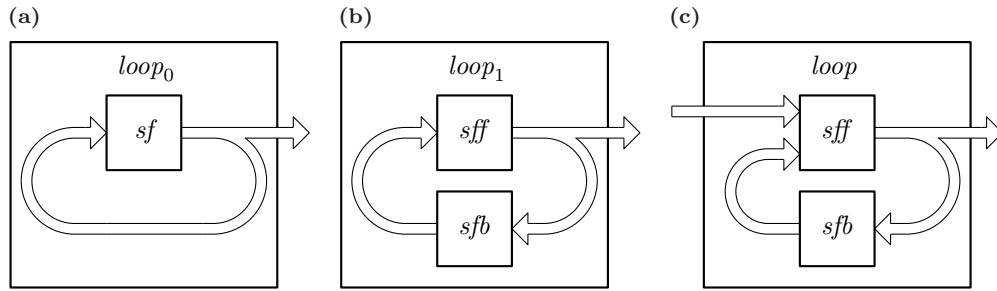 (a) (b) (c)
loop₀ loop₁ loop
sf sff sff
sfb sfb